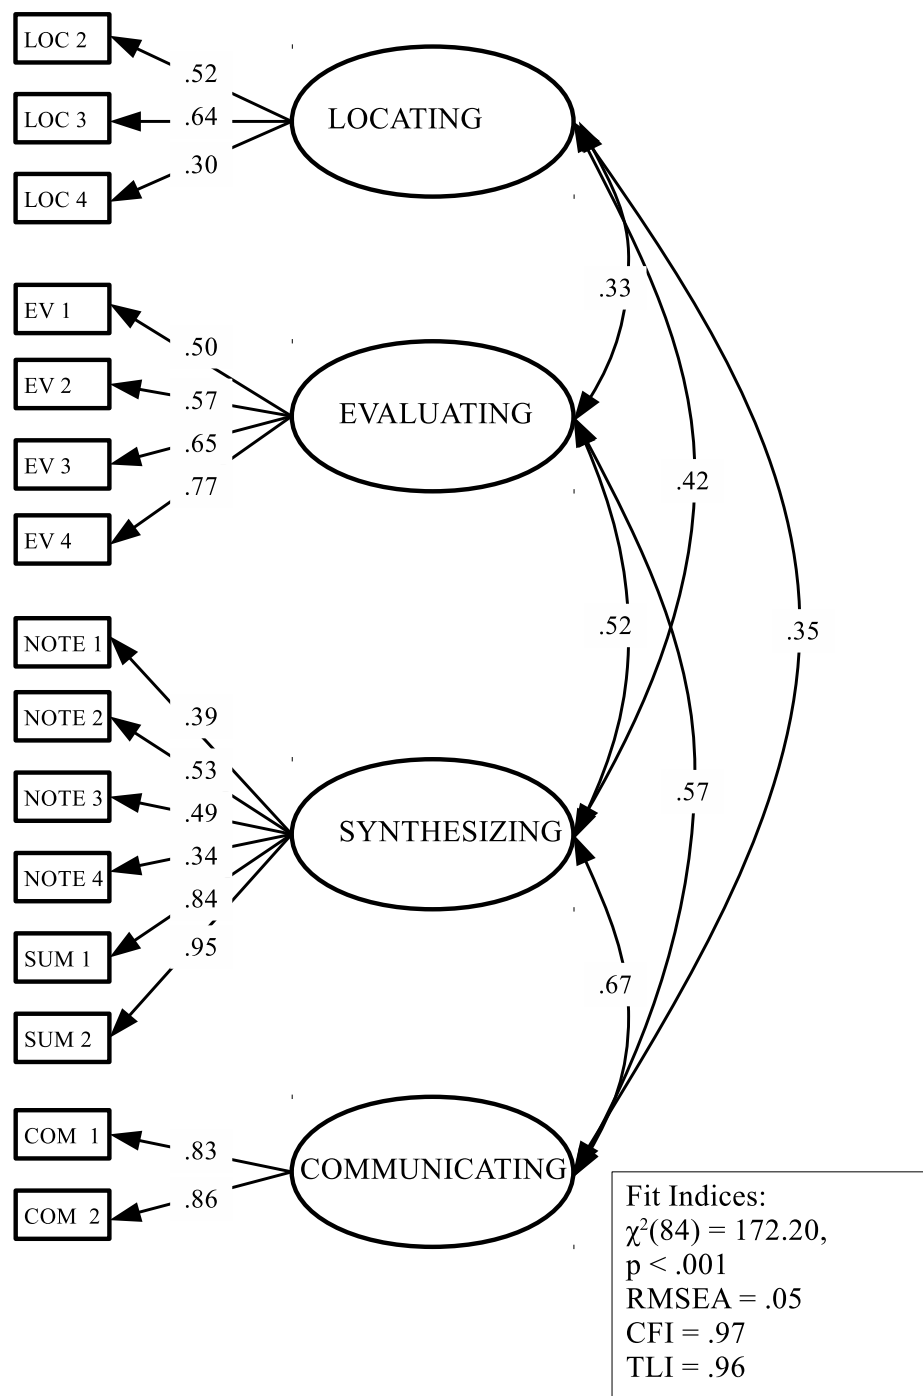 LOC 2
.52
LOC 3
.64
LOC 4
.30
LOCATING
.33
EV 1
.50
EV 2
.57
EV 3
.65
EV 4
.77
EVALUATING
.42
.52
.35
NOTE 1
.39
NOTE 2
.53
NOTE 3
.49
NOTE 4
.34
SUM 1
.84
SUM 2
.95
SYNTHESIZING
.57
.67
COM 1
.83
COM 2
.86
COMMUNICATING
Fit Indices:
χ²(84) = 172.20,
p < .001
RMSEA = .05
CFI = .97
TLI = .96